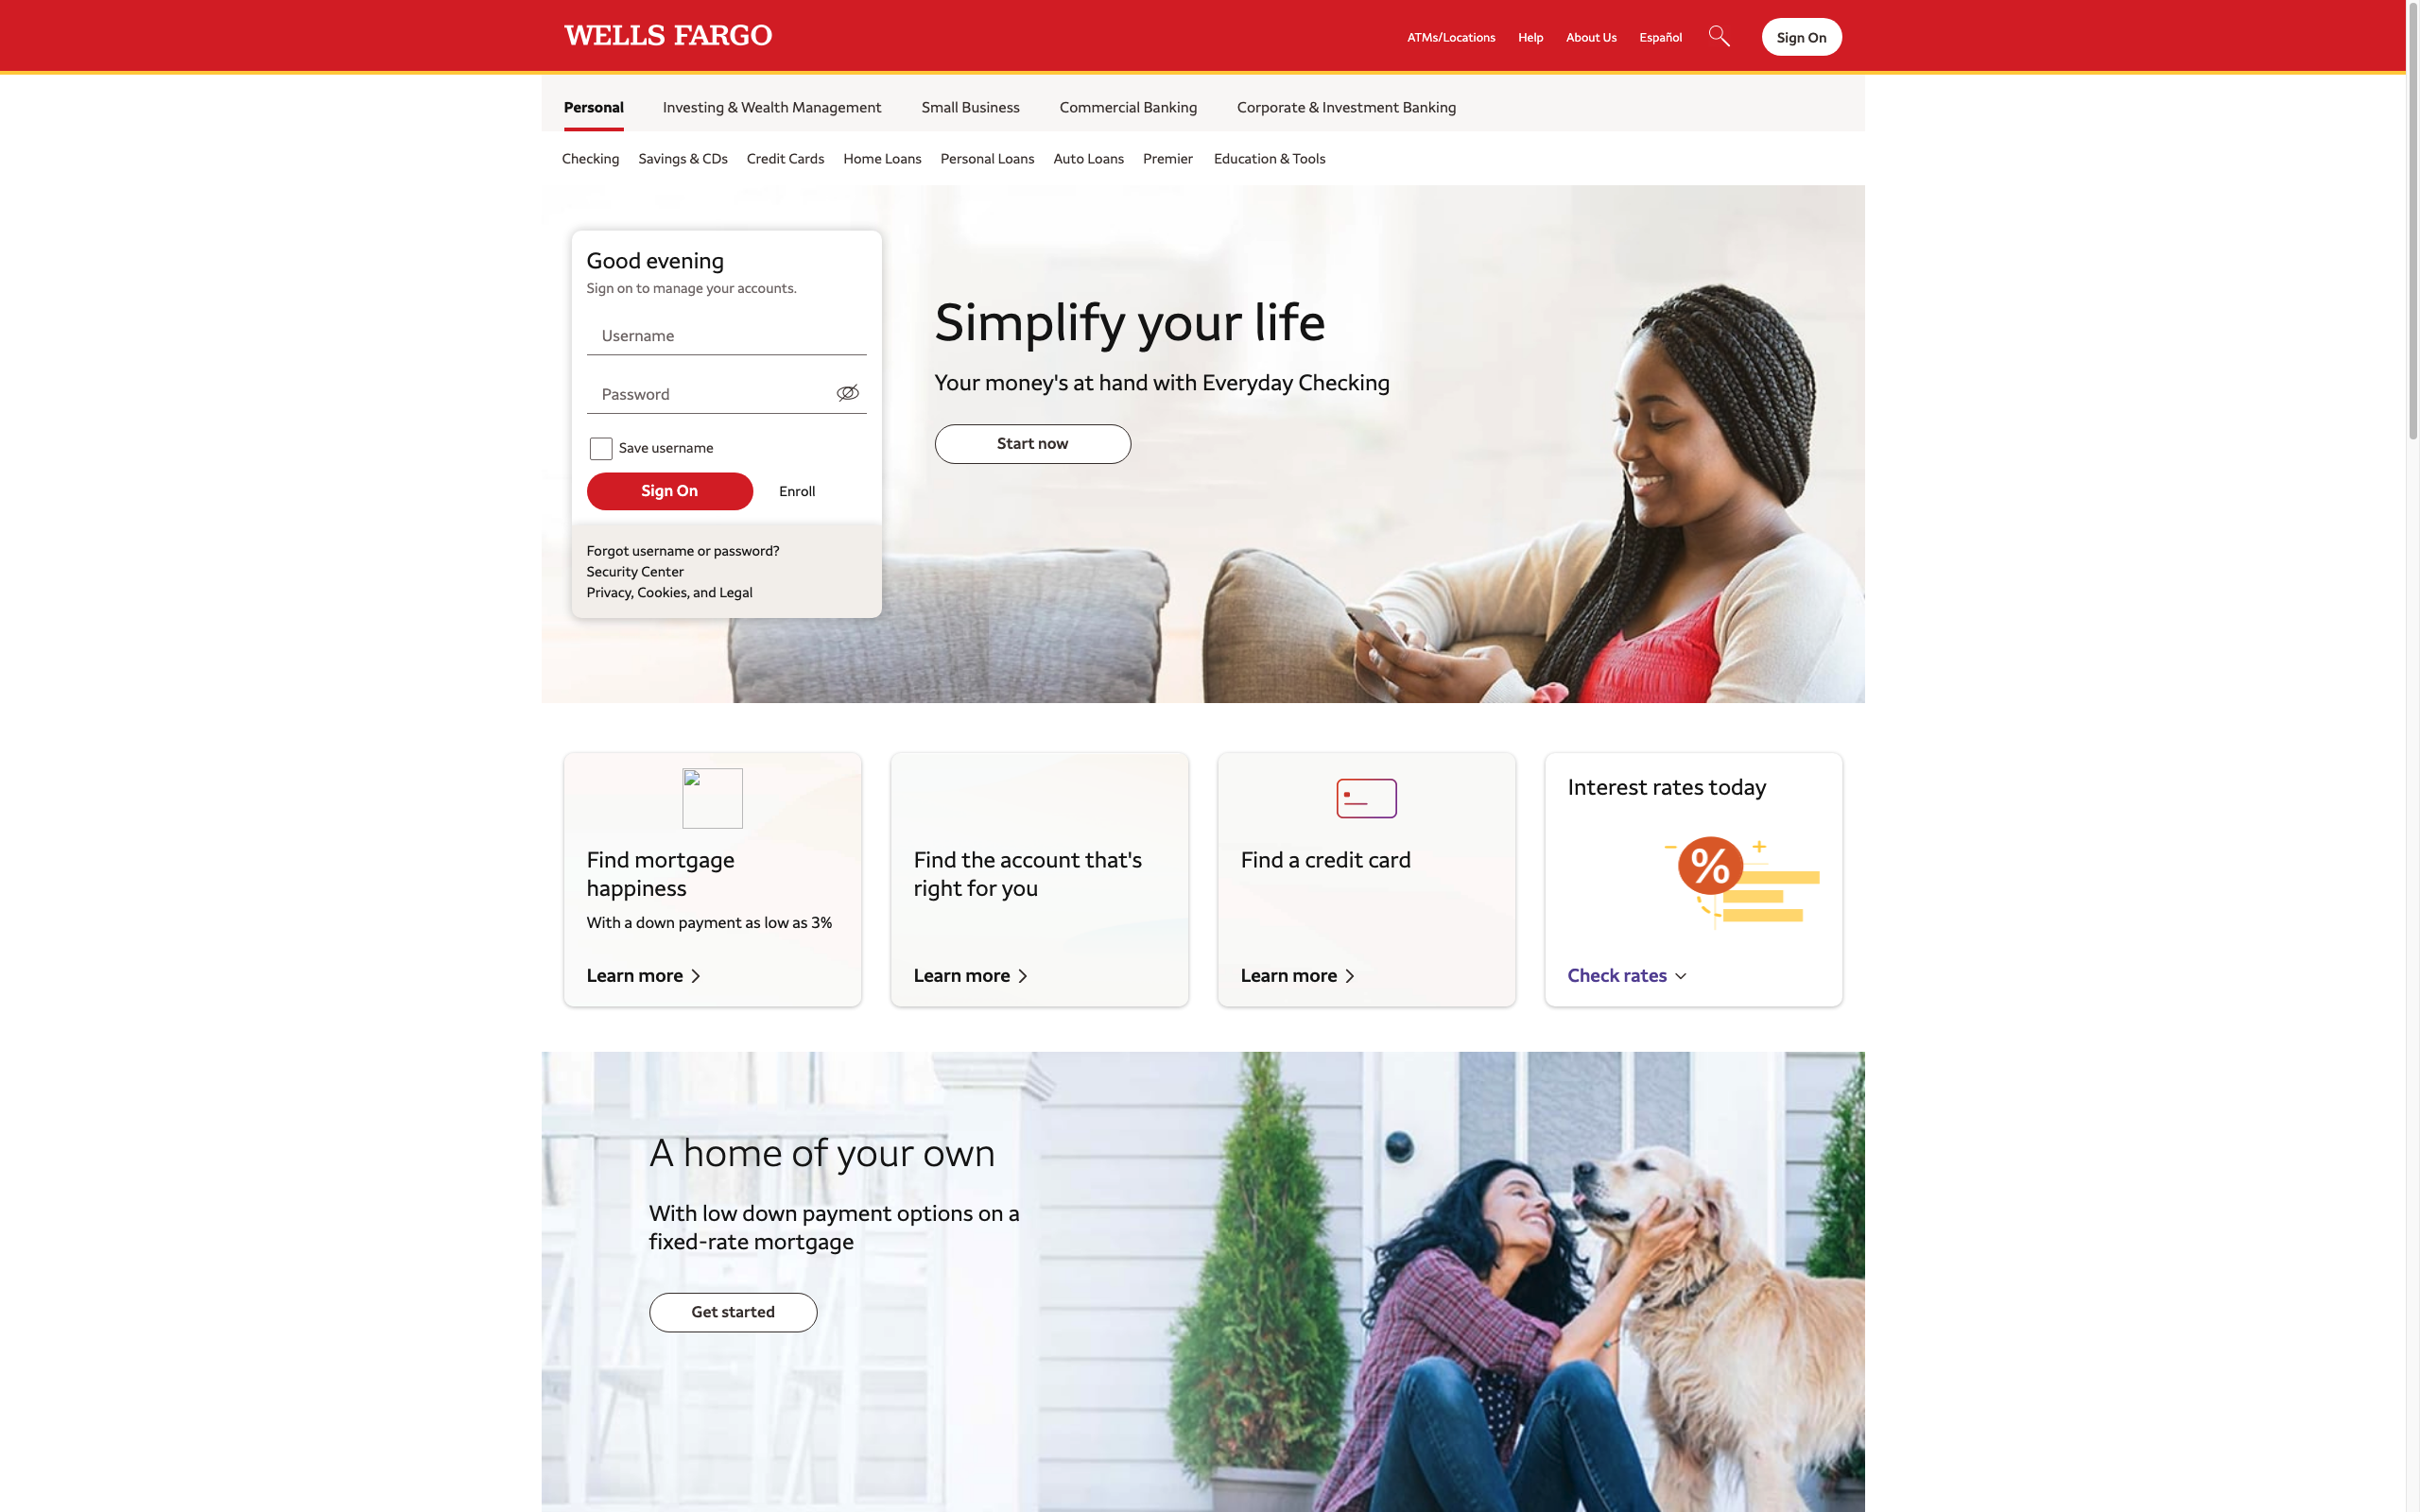 WELLS FARGO
ATMs/Locations Help About Us Español Sign On
Personal Investing & Wealth Management Small Business Commercial Banking Corporate & Investment Banking
Checking Savings & CDs Credit Cards Home Loans Personal Loans Auto Loans Premier Education & Tools
Good evening
Sign on to manage your accounts.
Username
Password
Save username
Sign On Enroll
Forgot username or password?
Security Center
Privacy, Cookies, and Legal
Simplify your life
Your money's at hand with Everyday Checking
Start now
Find mortgage
happiness
With a down payment as low as 3%
Learn more
Find the account that's
right for you
Learn more
Find a credit card
Learn more
Interest rates today
%
Check rates
A home of your own
With low down payment options on a
fixed-rate mortgage
Get started